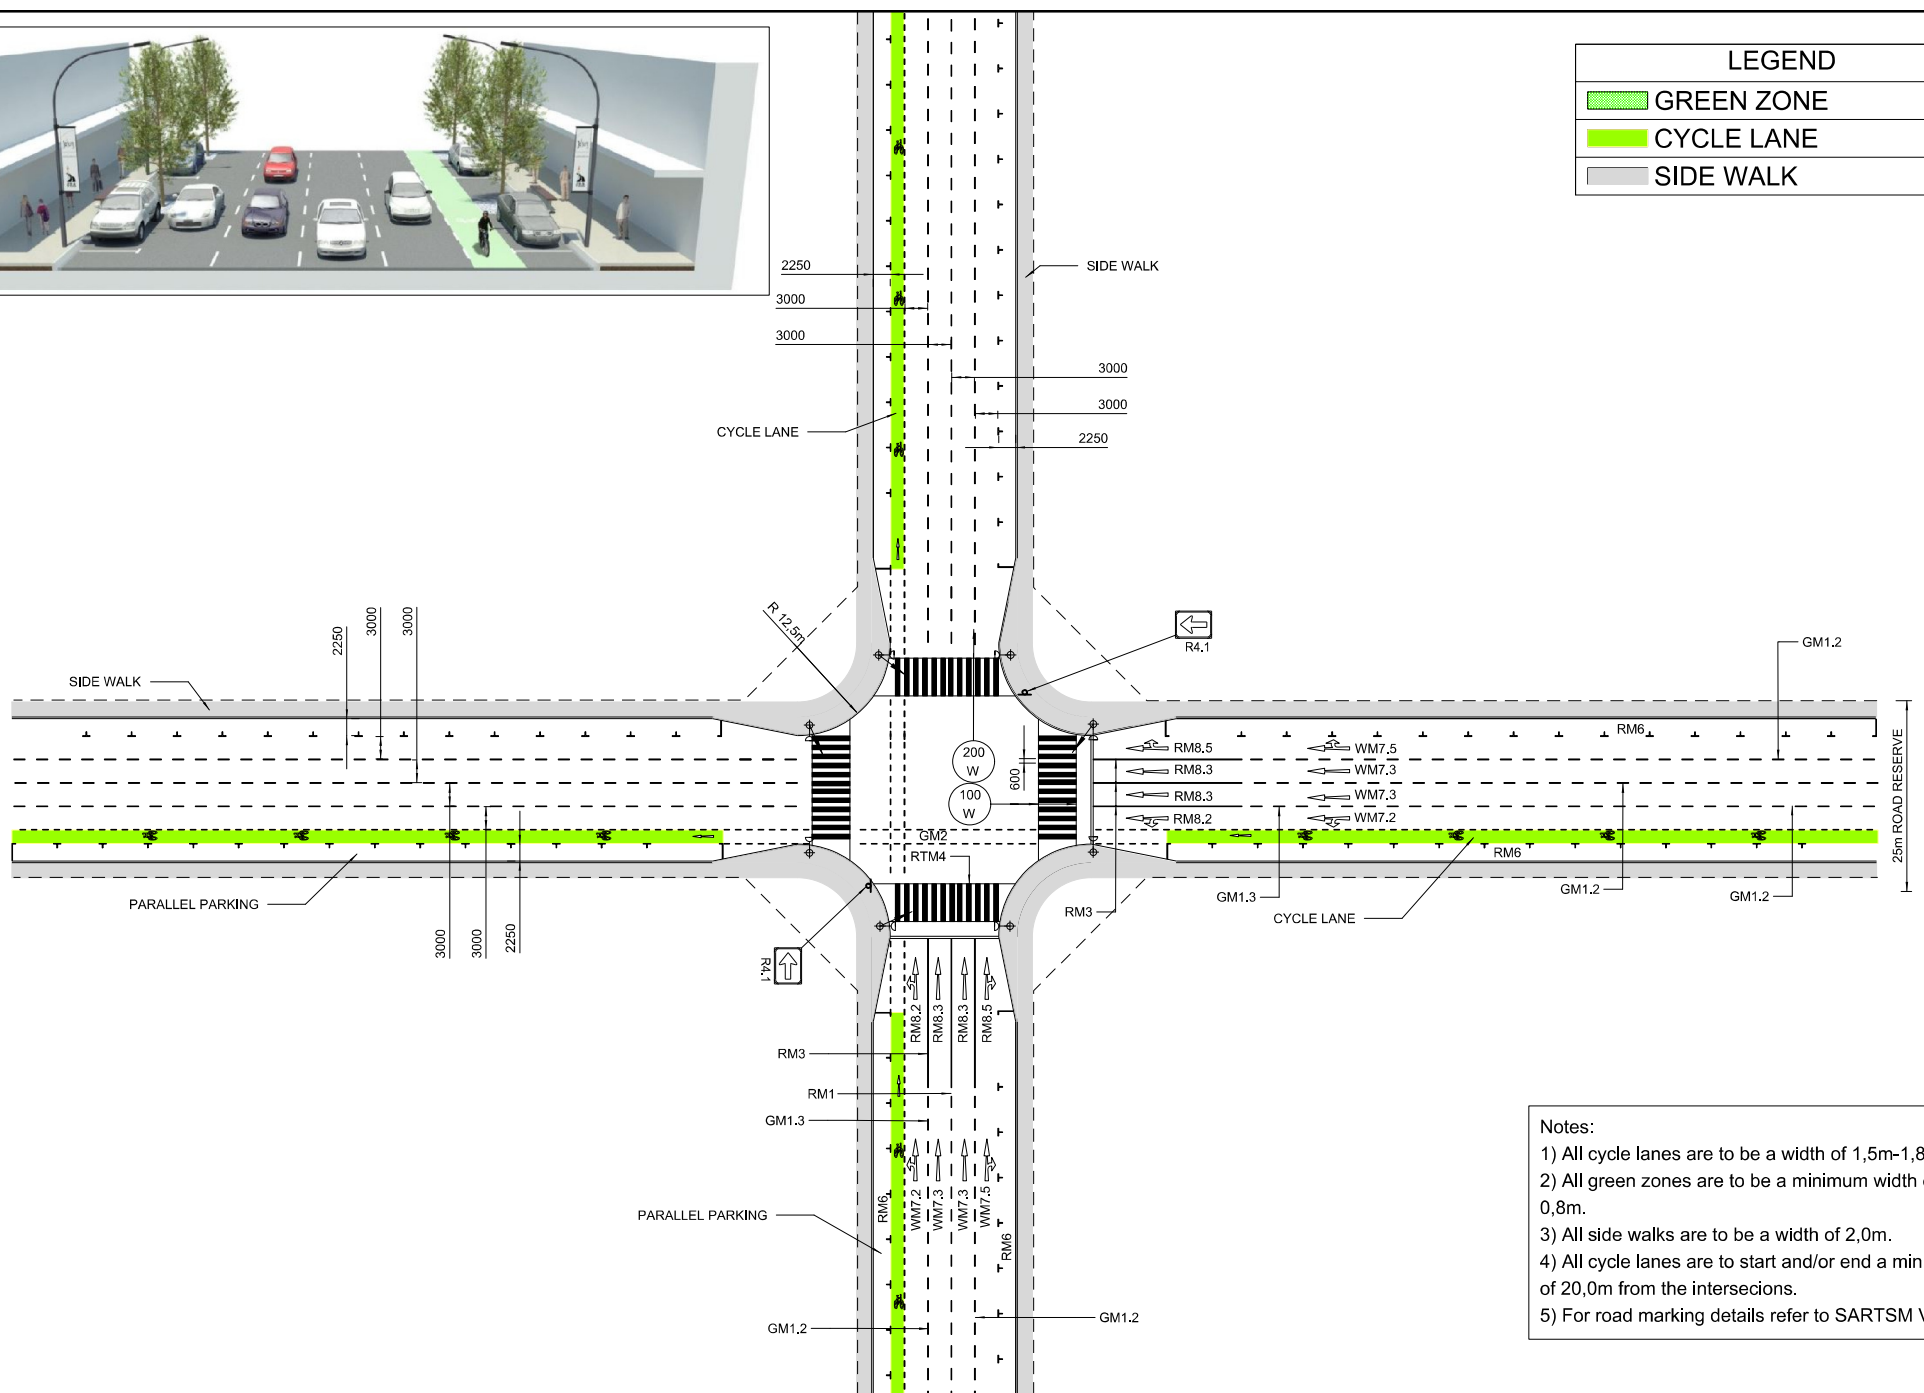 LEGEND
GREEN ZONE
CYCLE LANE
SIDE WALK
2250
3000
3000
SIDE WALK
3000
3000
2250
CYCLE LANE
R 12,5m
R4.1
2250
3000
3000
SIDE WALK
GM1.2
RM6
200
W
100
W
600
RM8.5
RM8.3
RM8.3
RM8.2
WM7.5
WM7.3
WM7.3
WM7.2
25m ROAD RESERVE
GM2
RTM4
RM6
PARALLEL PARKING
RM3
GM1.3
CYCLE LANE
GM1.2
GM1.2
3000
3000
2250
R4.1
RM8.2
RM8.3
RM8.3
RM8.5
RM3
RM1
GM1.3
WM7.2
WM7.3
WM7.3
WM7.5
RM6
RM6
PARALLEL PARKING
GM1.2
GM1.2
Notes:
1) All cycle lanes are to be a width of 1,5m-1,8
2) All green zones are to be a minimum width
0,8m.
3) All side walks are to be a width of 2,0m.
4) All cycle lanes are to start and/or end a min
of 20,0m from the intersecions.
5) For road marking details refer to SARTSM V